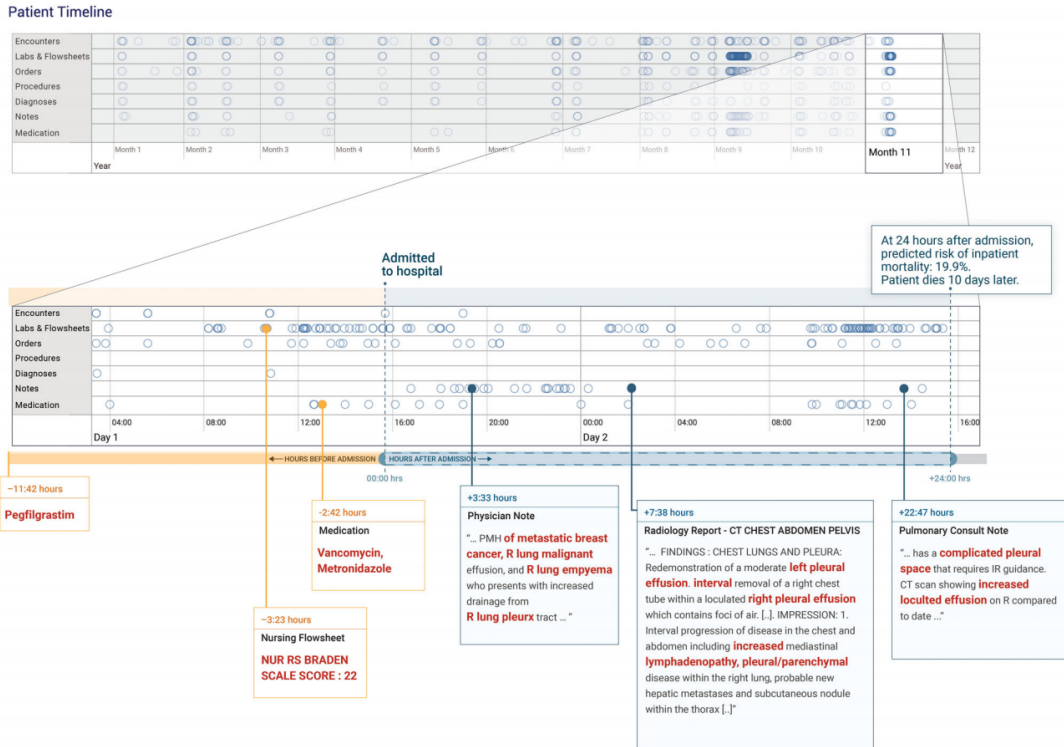 Patient Timeline
Encounters
Labs & Flowsheets
Orders
Procedures
Diagnoses
Notes
Medication
Month 1
Month 2
Month 3
Month 4
Month 5
Month 6
Month 7
Month 8
Month 9
Month 10
Month 11
Month 12
Year
Year
At 24 hours after admission,
predicted risk of inpatient
mortality: 19.9%.
Patient dies 10 days later.
Admitted
to hospital
Encounters
Labs & Flowsheets
Orders
Procedures
Diagnoses
Notes
Medication
04:00
08:00
12:00
16:00
20:00
00:00
04:00
08:00
12:00
16:00
Day 1
Day 2
HOURS BEFORE ADMISSION
HOURS AFTER ADMISSION
00:00 hrs
+24:00 hrs
−11:42 hours
Pegfilgrastim
-2:42 hours
Medication
Vancomycin,
Metronidazole
−3:23 hours
Nursing Flowsheet
NUR RS BRADEN
SCALE SCORE : 22
+3:33 hours
Physician Note
“... PMH of metastatic breast
cancer, R lung malignant
effusion, and R lung empyema
who presents with increased
drainage from
R lung pleurx tract ... ”
+7:38 hours
Radiology Report - CT CHEST ABDOMEN PELVIS
“... FINDINGS : CHEST LUNGS AND PLEURA:
Redemonstration of a moderate left pleural
effusion. interval removal of a right chest
tube within a loculated right pleural effusion
which contains foci of air. [..]. IMPRESSION: 1.
Interval progression of disease in the chest and
abdomen including increased mediastinal
lymphadenopathy, pleural/parenchymal
disease within the right lung, probable new
hepatic metastases and subcutaneous nodule
within the thorax [..]”
+22:47 hours
Pulmonary Consult Note
“... has a complicated pleural
space that requires IR guidance.
CT scan showing increased
loculted effusion on R compared
to date ...”